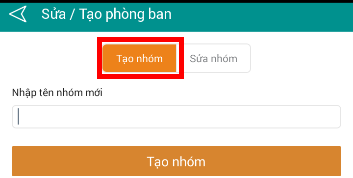 Sửa / Tạo phòng ban
Tạo nhóm Sửa nhóm
Nhập tên nhóm mới
Tạo nhóm